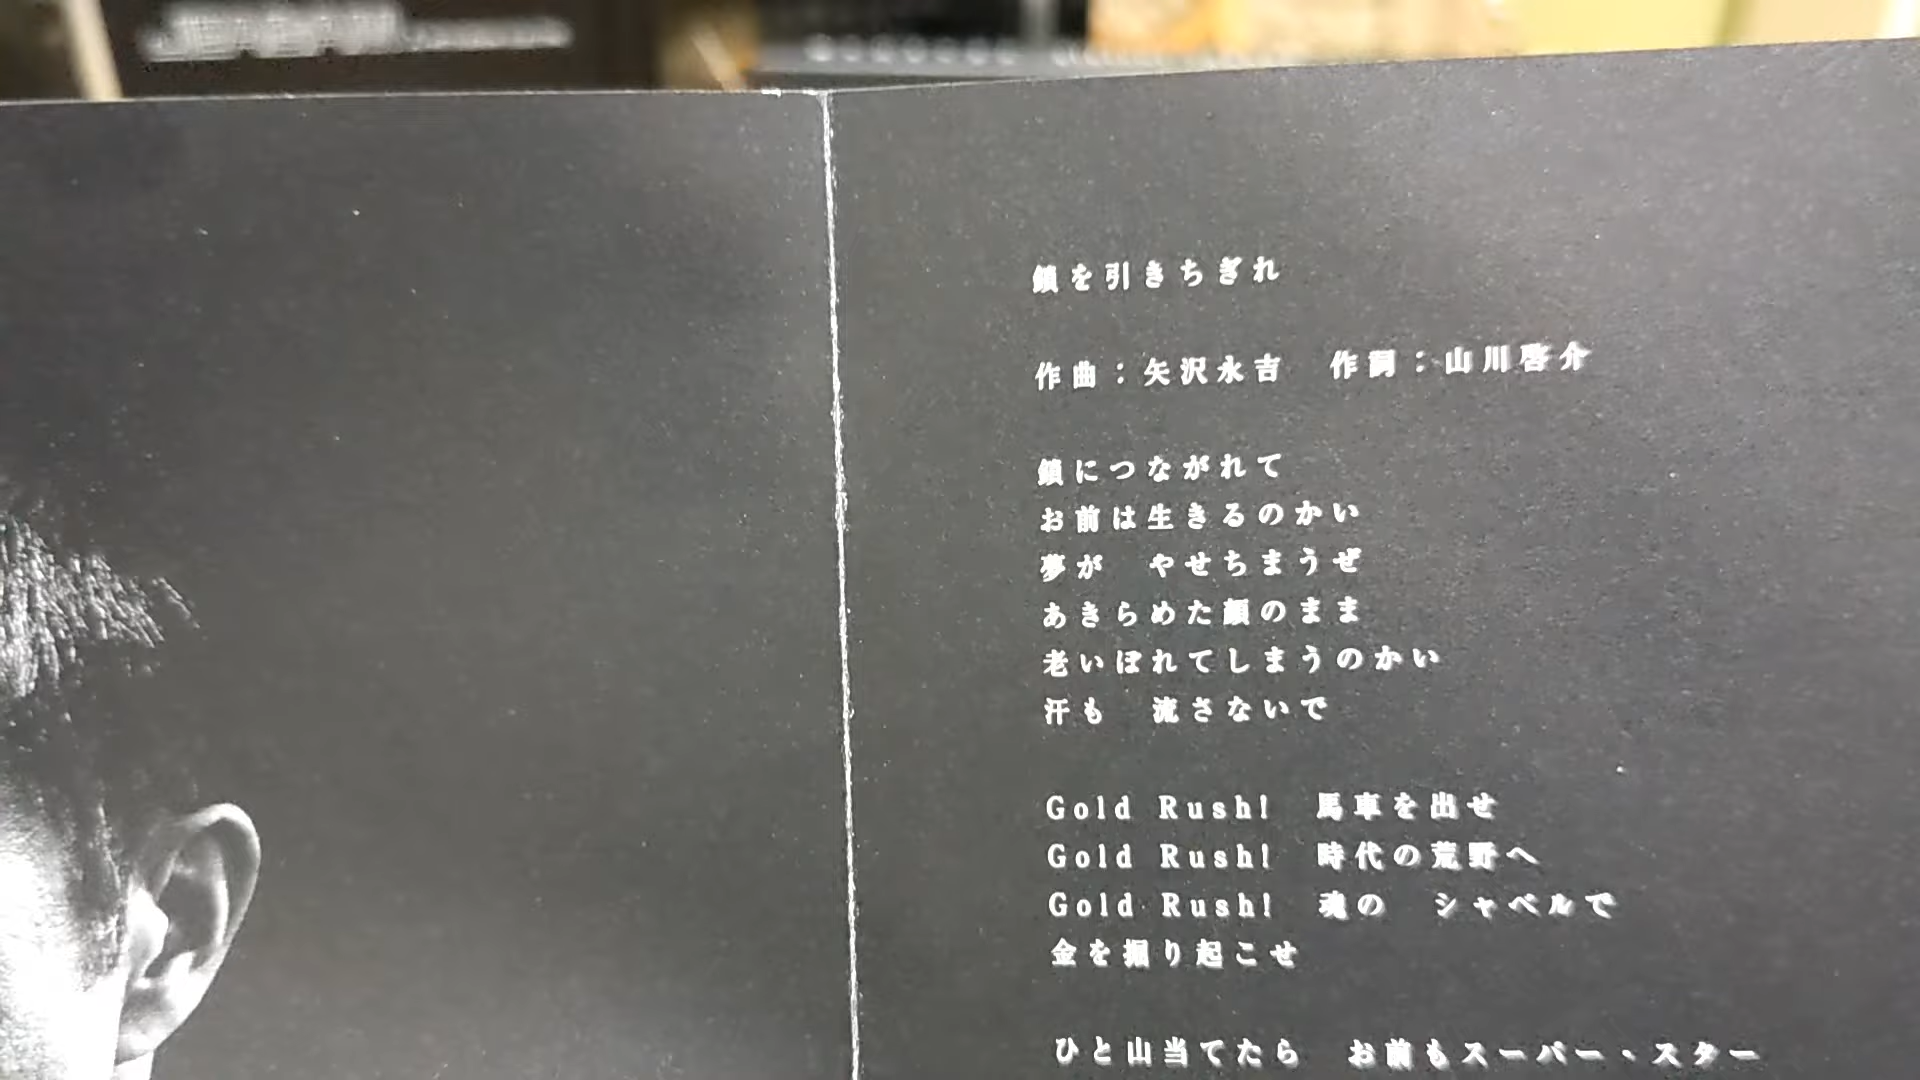 鎖を引きちぎれ
作曲：矢沢永吉　作詞：山川啓介
鎖につながれて
お前は生きるのかい
夢が　やせちまうぜ
あきらめた顔のまま
老いぼれてしまうのかい
汗も　流さないで
Gold Rush!　馬車を出せ
Gold Rush!　時代の荒野へ
Gold Rush!　魂の　シャベルで
金を掘り起こせ
ひと山当てたら　お前もスーパー・スター